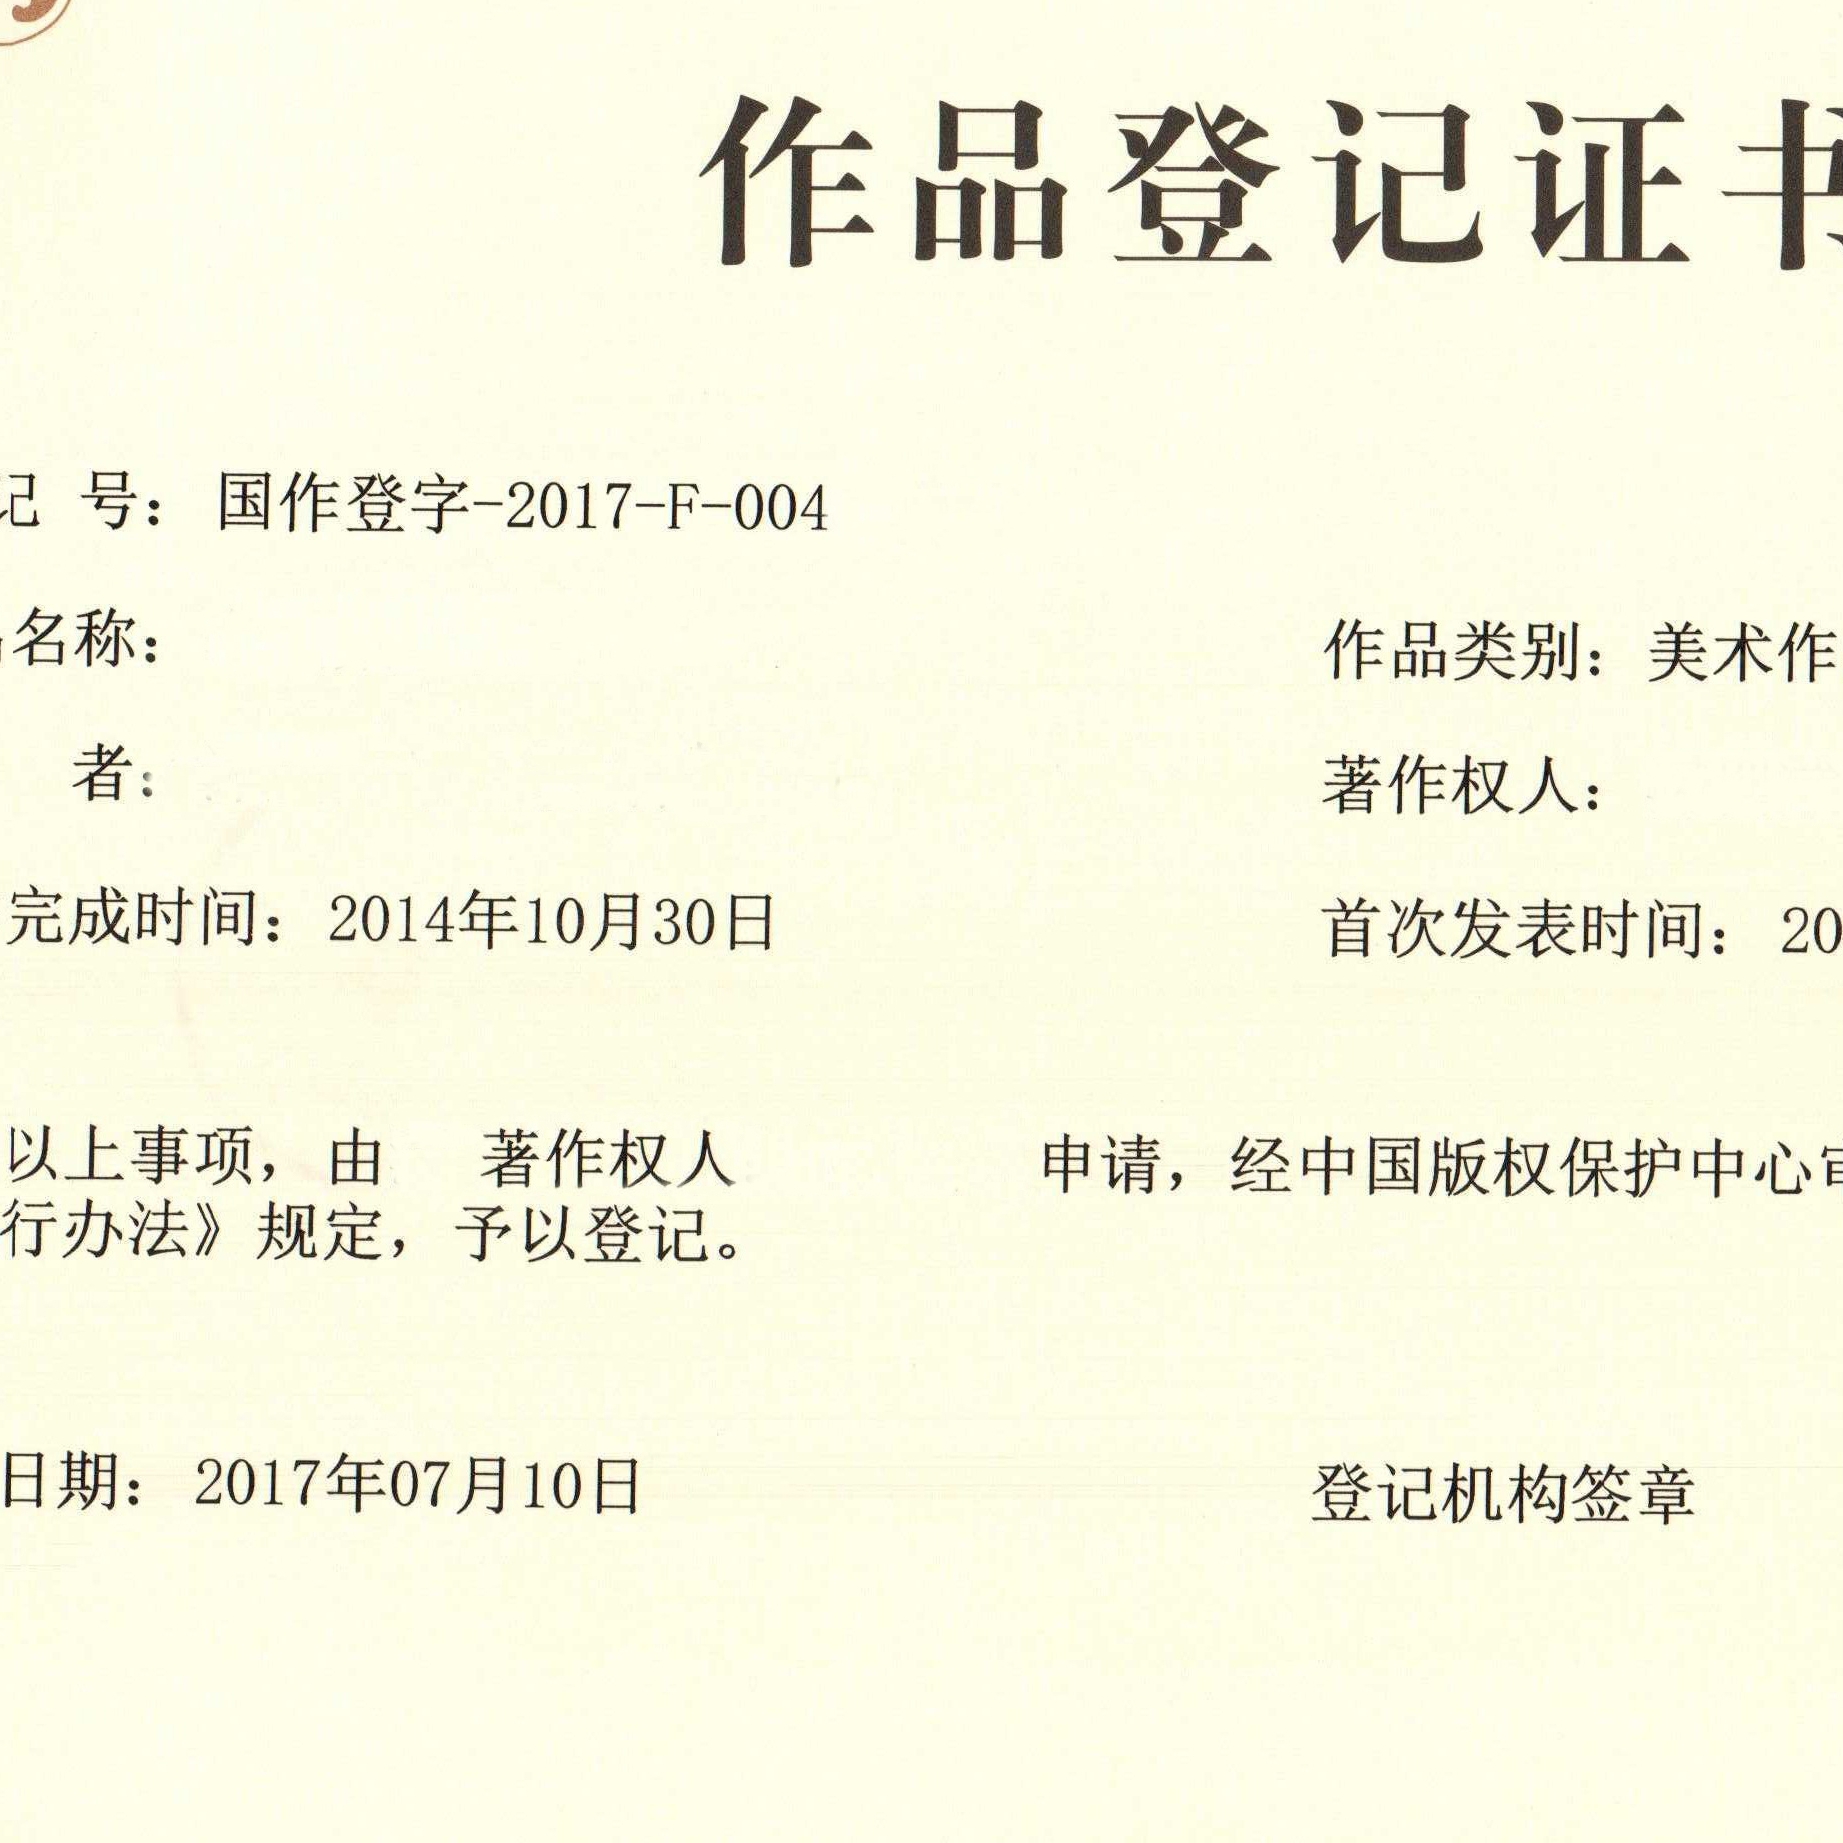 作品登记证书
记 号：国作登字-2017-F-004
名称：
作品类别：美术作
者：
著作权人：
完成时间：2014年10月30日
首次发表时间：20
以上事项，由 著作权人 申请，经中国版权保护中心审
行办法》规定，予以登记。
日期：2017年07月10日
登记机构签章